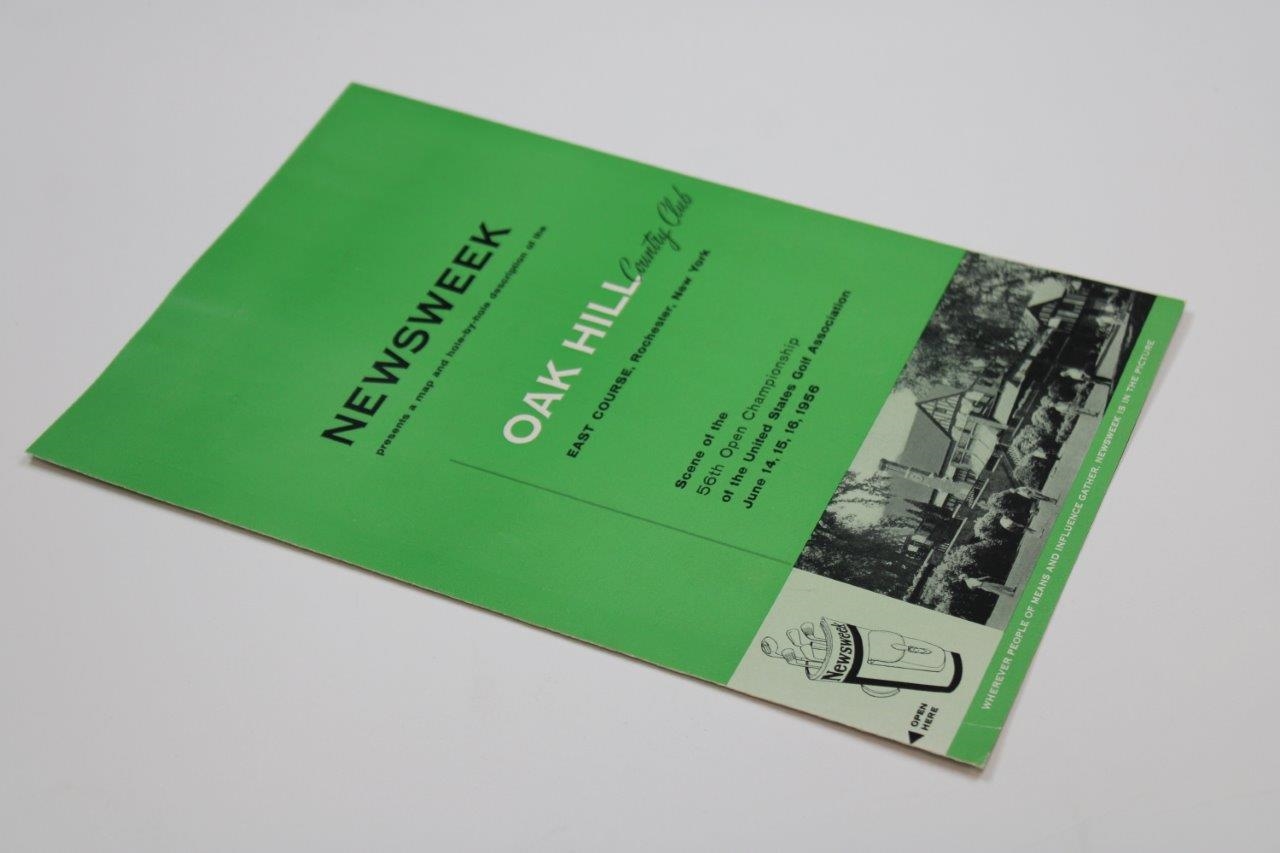 NEWSWEEK
presents a map and hole-by-hole description of the
OAK HILL Country Club
EAST COURSE, Rochester, New York
Scene of the
56th Open Championship
of the United States Golf Association
June 14, 15, 16, 1956
Newsweek
OPEN
HERE
WHEREVER PEOPLE OF MEANS AND INFLUENCE GATHER, NEWSWEEK IS IN THE PICTURE